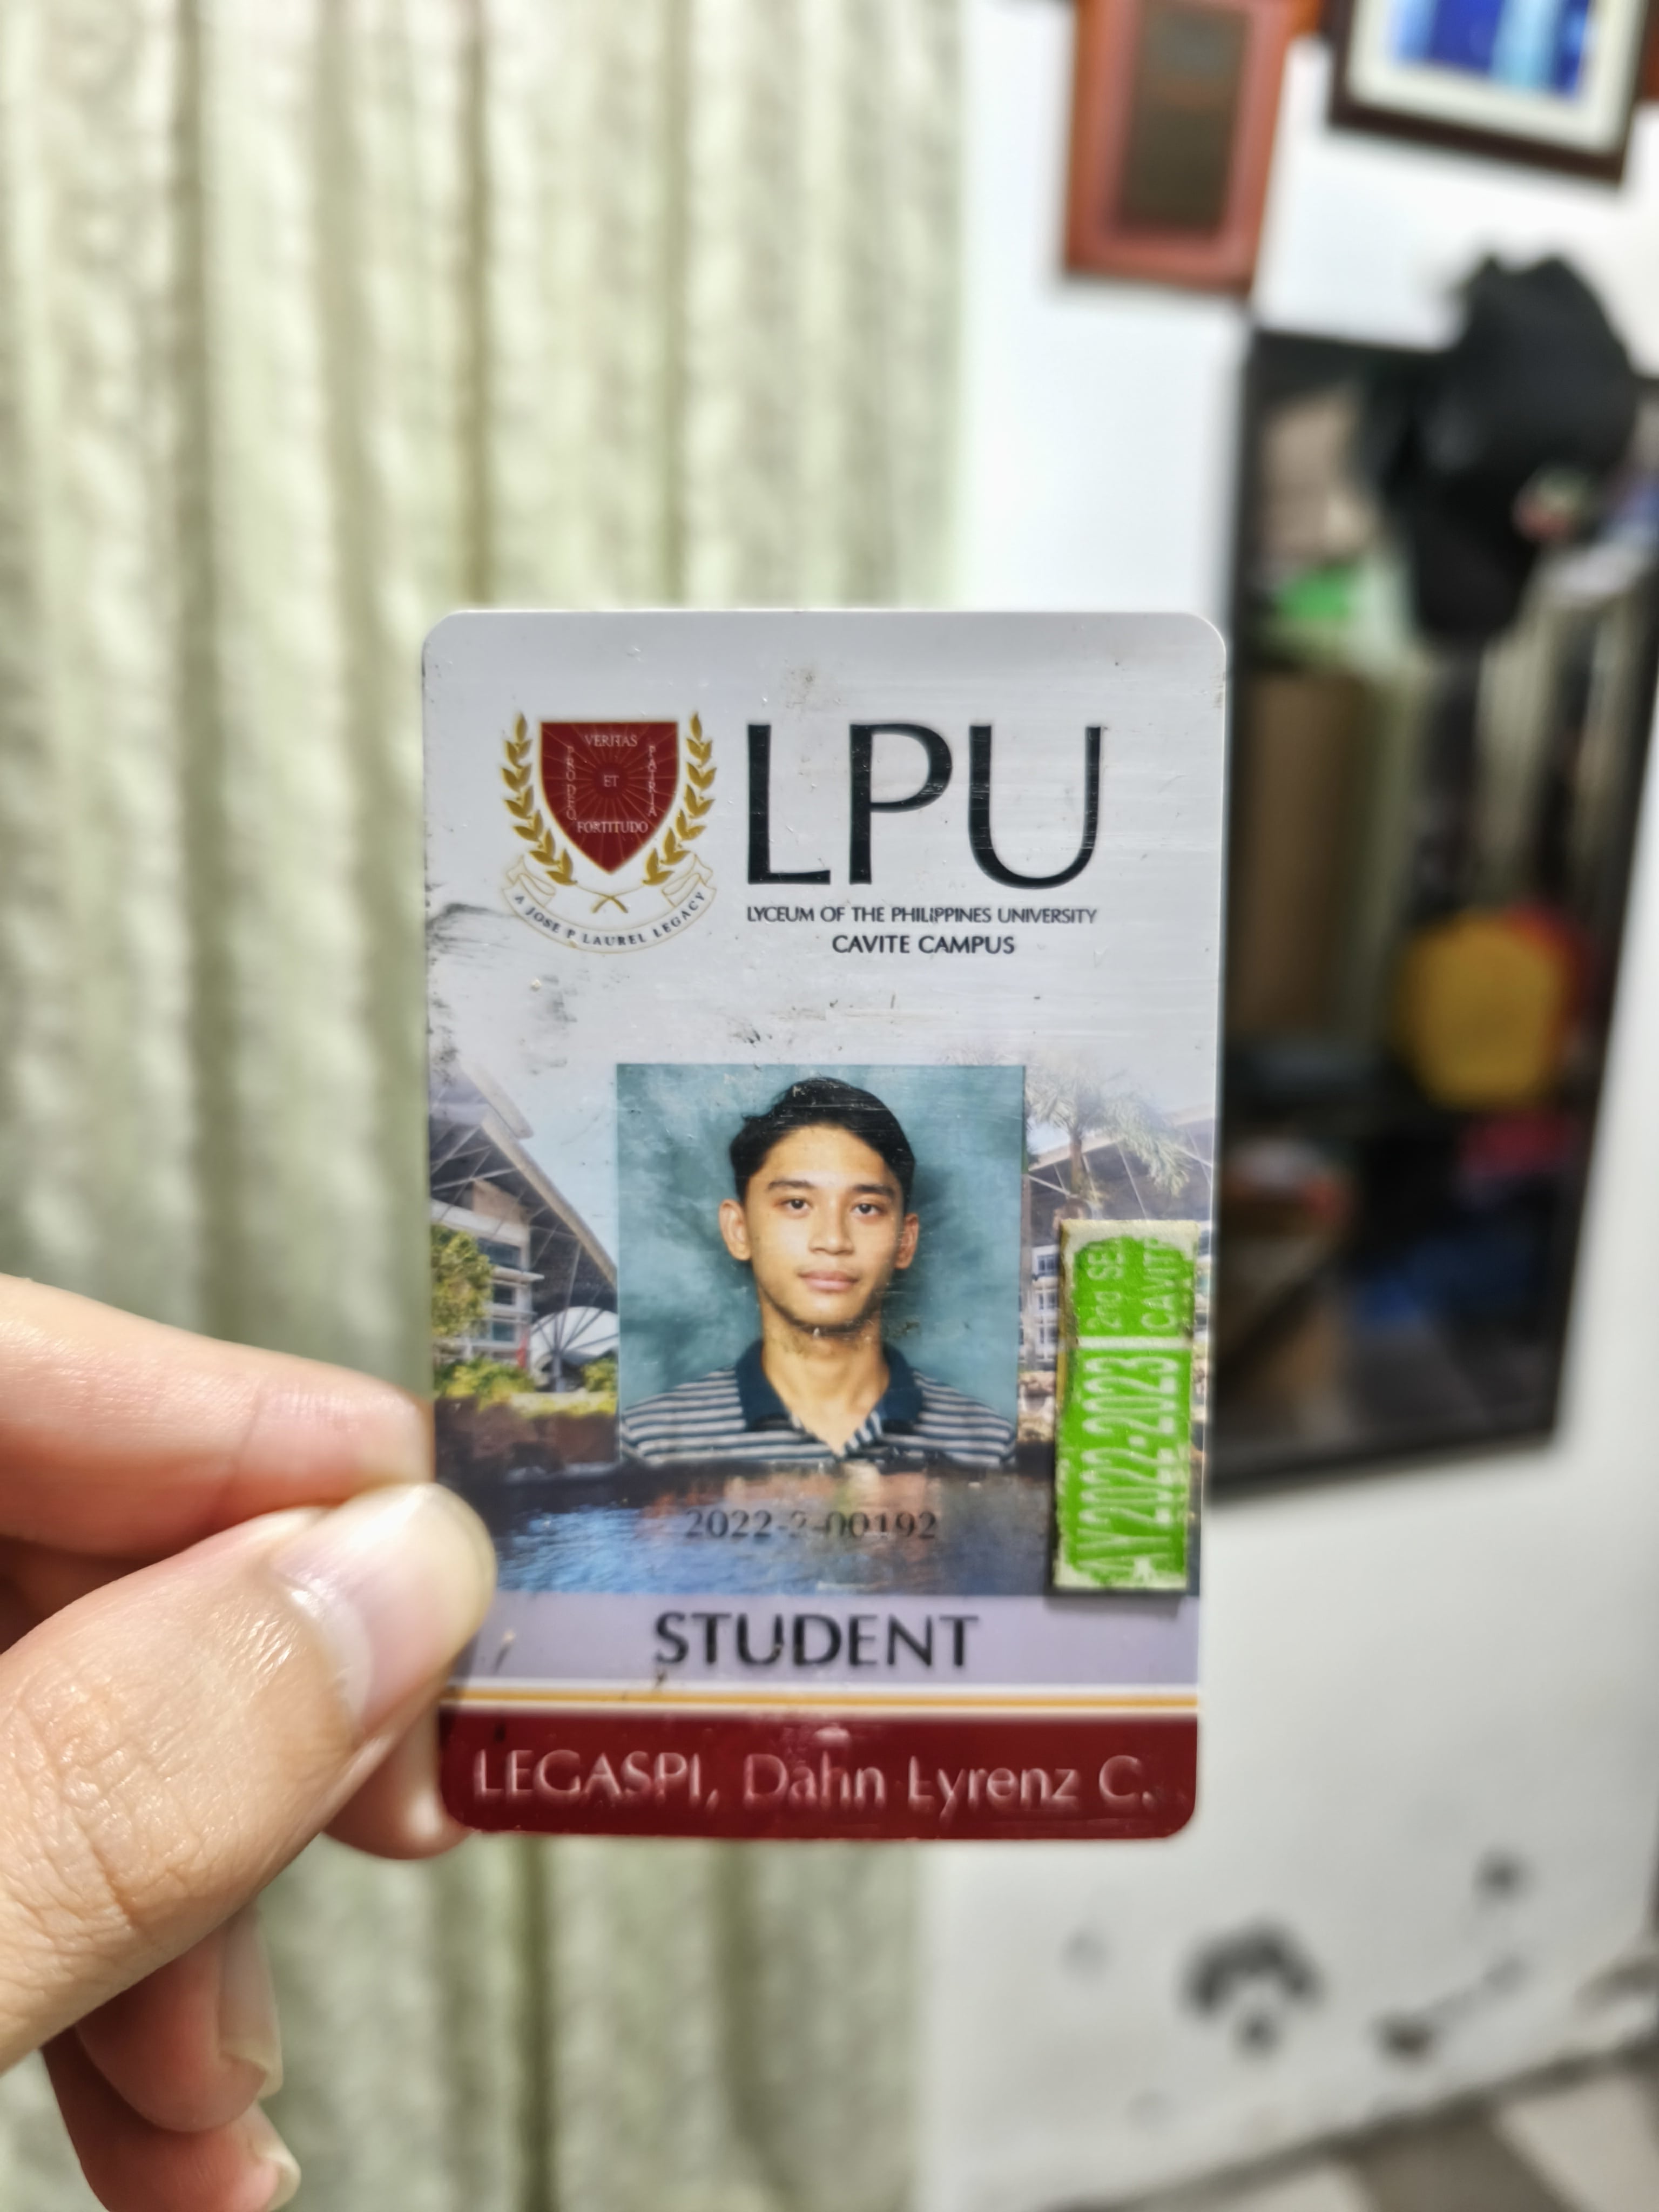 VERITAS
PRO DEO
ET
PATRIA
FORTITUDO
A JOSE P LAUREL LEGACY
LPU
LYCEUM OF THE PHILIPPINES UNIVERSITY
CAVITE CAMPUS
2nd SE
CAVIT
AY2022-2023
2022-2-00192
STUDENT
LEGASPI, Dahn Lyrenz C.